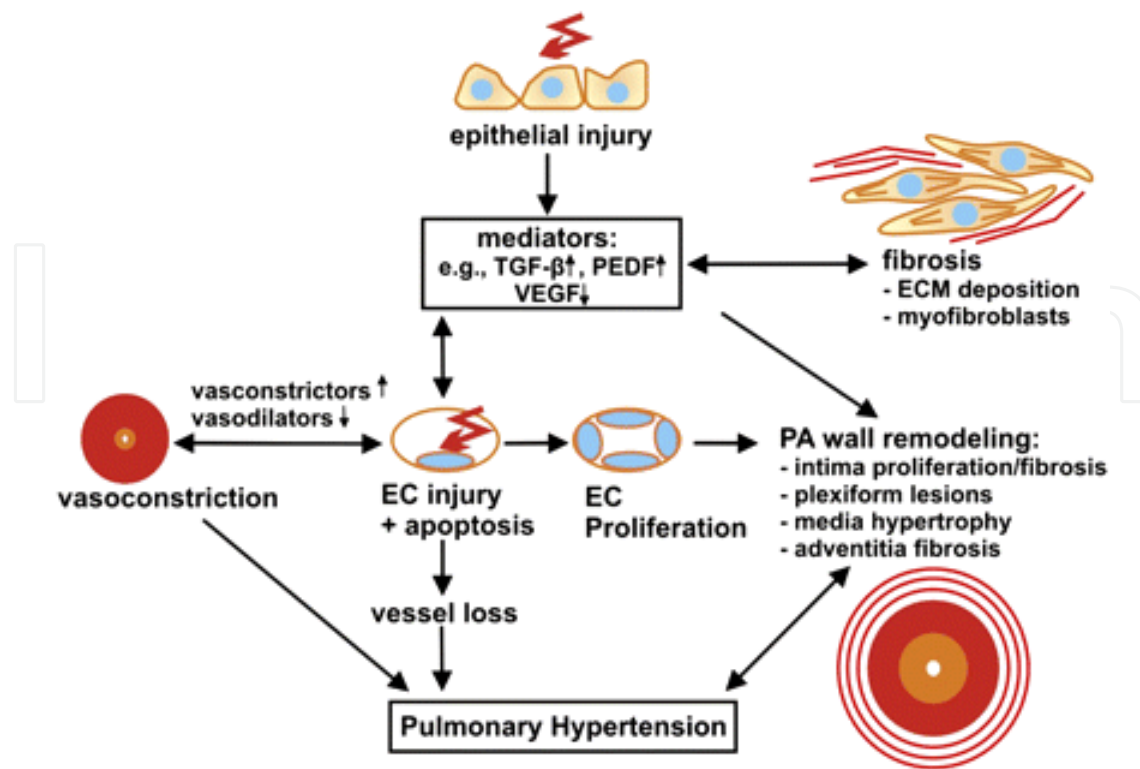 epithelial injury
mediators:
e.g., TGF-β↑, PEDF↑
VEGF↓
fibrosis
- ECM deposition
- myofibroblasts
vasconstrictors ↑
vasodilators ↓
vasoconstriction
EC injury
+ apoptosis
EC
Proliferation
PA wall remodeling:
- intima proliferation/fibrosis
- plexiform lesions
- media hypertrophy
- adventitia fibrosis
vessel loss
Pulmonary Hypertension